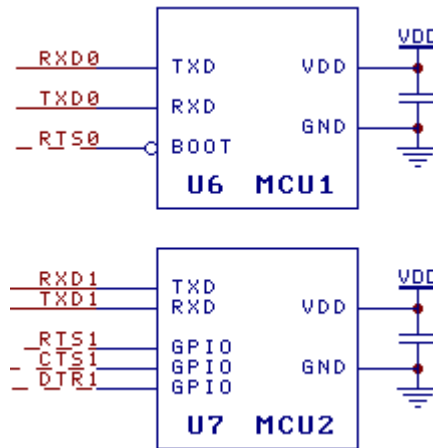 RXD0 TXD VDD VDD
TXD0 RXD
RTS0 BOOT GND
U6 MCU1
RXD1 TXD VDD
TXD1 RXD VDD
RTS1 GPIO
CTS1 GPIO GND
DTR1 GPIO
U7 MCU2